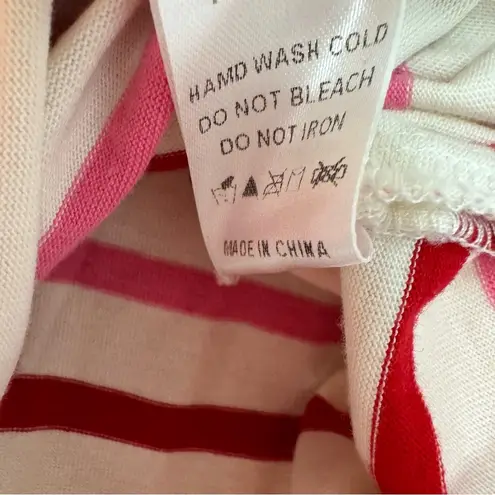 HAMD WASH COLD
DO NOT BLEACH
DO NOT IRON
MADE IN CHINA